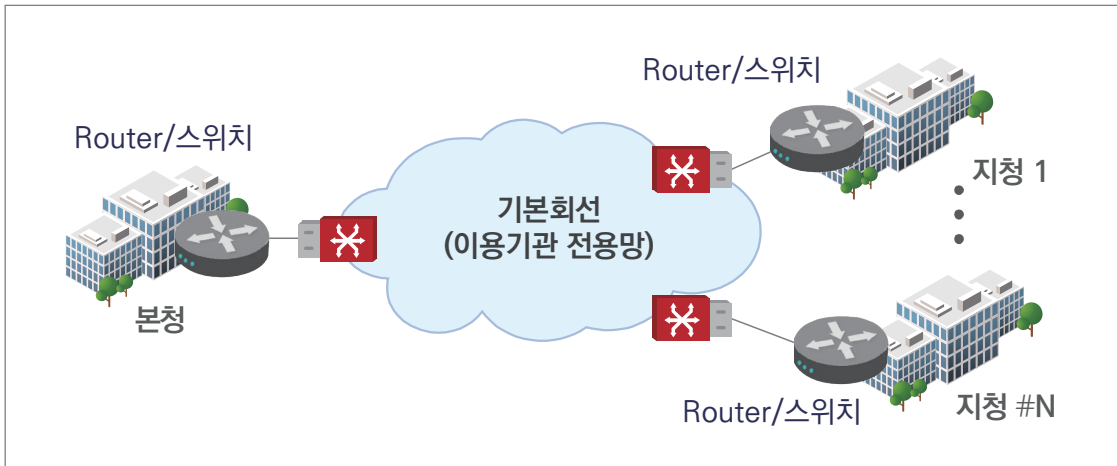 Router/스위치
Router/스위치
지청 1
기본회선
(이용기관 전용망)
본청
Router/스위치
지청 #N